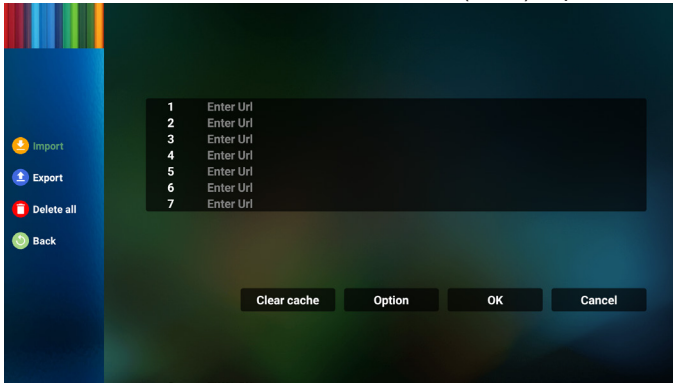 Import
Export
Delete all
Back
1 Enter Url
2 Enter Url
3 Enter Url
4 Enter Url
5 Enter Url
6 Enter Url
7 Enter Url
Clear cache Option OK Cancel